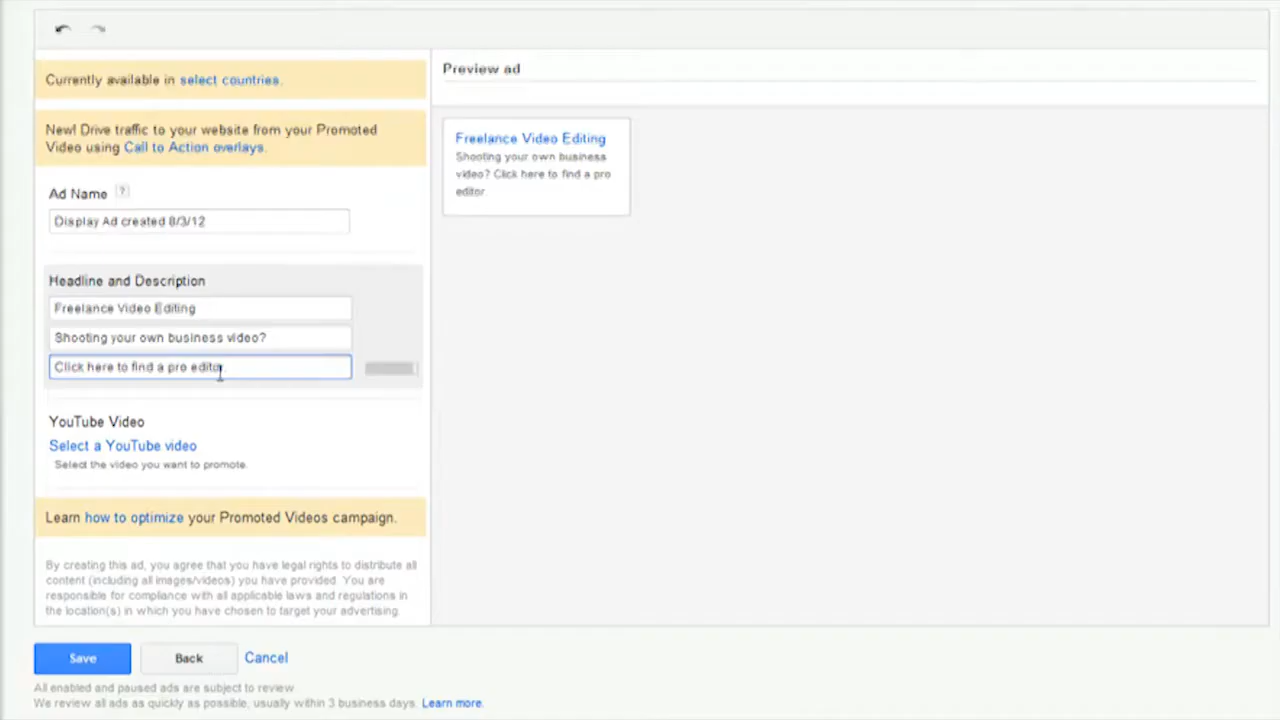 Currently available in select countries.
New! Drive traffic to your website from your Promoted
Video using Call to Action overlays.
Ad Name ?
Display Ad created 8/3/12
Headline and Description
Freelance Video Editing
Shooting your own business video?
Click here to find a pro editor.
YouTube Video
Select a YouTube video
Select the video you want to promote.
Learn how to optimize your Promoted Videos campaign.
By creating this ad, you agree that you have legal rights to distribute all
content (including all images/videos) you have provided. You are
responsible for compliance with all applicable laws and regulations in
the location(s) in which you have chosen to target your advertising.
Preview ad
Freelance Video Editing
Shooting your own business
video? Click here to find a pro
editor
Save Back Cancel
All enabled and paused ads are subject to review.
We review all ads as quickly as possible, usually within 3 business days. Learn more.